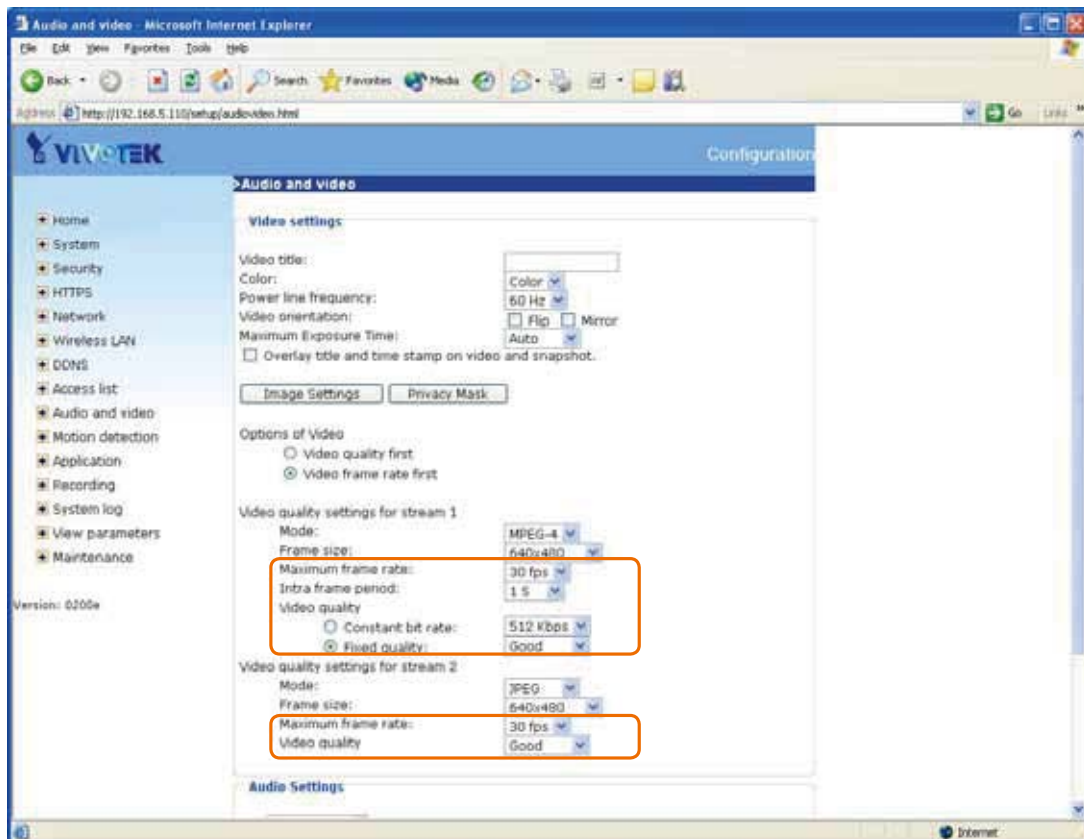 Audio and video - Microsoft Internet Explorer
File Edit View Favorites Tools Help
Back Search Favorites Media
Address http://192.168.5.110/setup/audiovideo.html Go Links »
VIVOTEK
Configuration
>Audio and video
Home
System
Security
HTTPS
Network
Wireless LAN
DDNS
Access list
Audio and video
Motion detection
Application
Recording
System log
View parameters
Maintenance
Version: 0200e
Video settings
Video title:
Color: Color
Power line frequency: 60 Hz
Video orientation: Flip Mirror
Maximum Exposure Time: Auto
Overlay title and time stamp on video and snapshot.
Image Settings Privacy Mask
Options of Video
Video quality first
Video frame rate first
Video quality settings for stream 1
Mode: MPEG-4
Frame size: 640x480
Maximum frame rate: 30 fps
Intra frame period: 1 S
Video quality
Constant bit rate: 512 Kbps
Fixed quality: Good
Video quality settings for stream 2
Mode: JPEG
Frame size: 640x480
Maximum frame rate: 30 fps
Video quality Good
Audio Settings
Internet